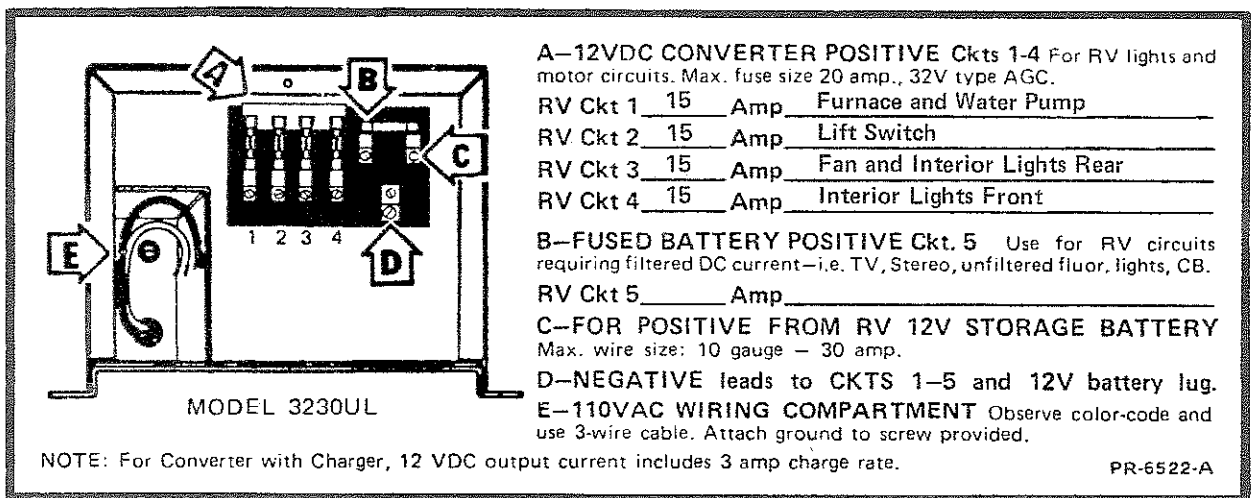 A—12VDC CONVERTER POSITIVE Ckts 1-4 For RV lights and
motor circuits. Max. fuse size 20 amp., 32V type AGC.
RV Ckt 1 15 Amp Furnace and Water Pump
RV Ckt 2 15 Amp Lift Switch
RV Ckt 3 15 Amp Fan and Interior Lights Rear
RV Ckt 4 15 Amp Interior Lights Front
B—FUSED BATTERY POSITIVE Ckt. 5 Use for RV circuits
requiring filtered DC current—i.e. TV, Stereo, unfiltered fluor, lights, CB.
RV Ckt 5 Amp
C—FOR POSITIVE FROM RV 12V STORAGE BATTERY
Max. wire size: 10 gauge — 30 amp.
D—NEGATIVE leads to CKTS 1—5 and 12V battery lug.
E—110VAC WIRING COMPARTMENT Observe color-code and
use 3-wire cable. Attach ground to screw provided.
A
B
C
1 2 3 4
D
E
MODEL 3230UL
NOTE: For Converter with Charger, 12 VDC output current includes 3 amp charge rate.
PR-6522-A